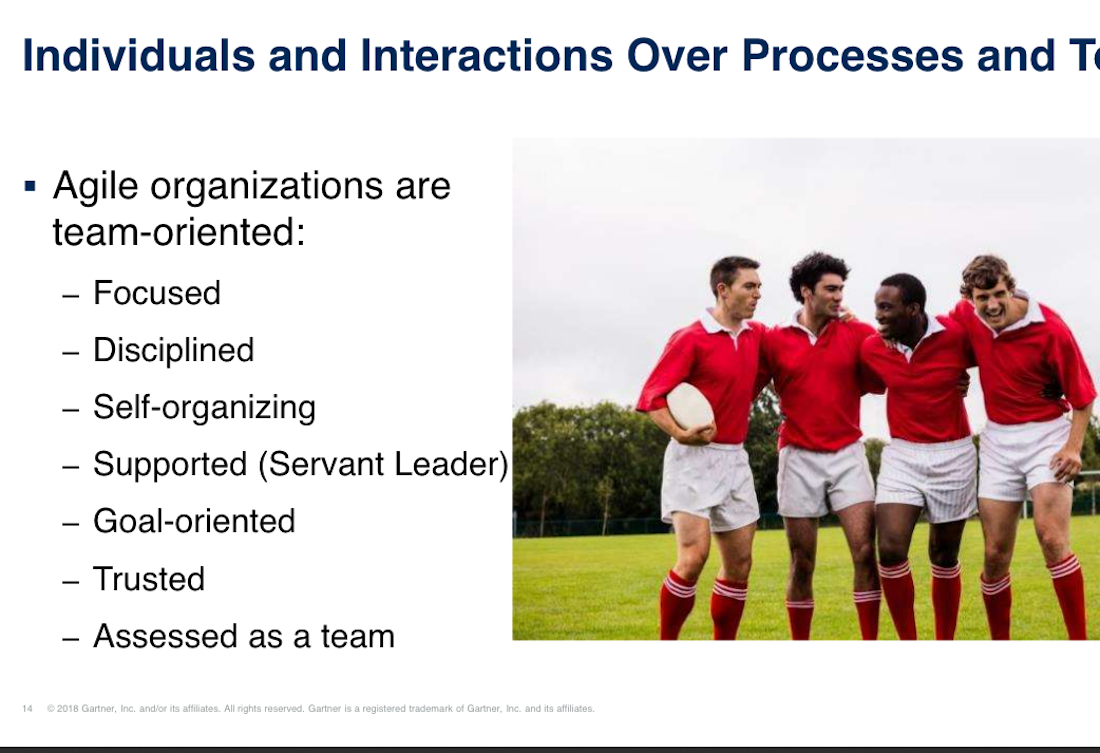 Individuals and Interactions Over Processes and
▪ Agile organizations are
team-oriented:
– Focused
– Disciplined
– Self-organizing
– Supported (Servant Leader)
– Goal-oriented
– Trusted
– Assessed as a team
14 © 2018 Gartner, Inc. and/or its affiliates. All rights reserved. Gartner is a registered trademark of Gartner, Inc. and its affiliates.